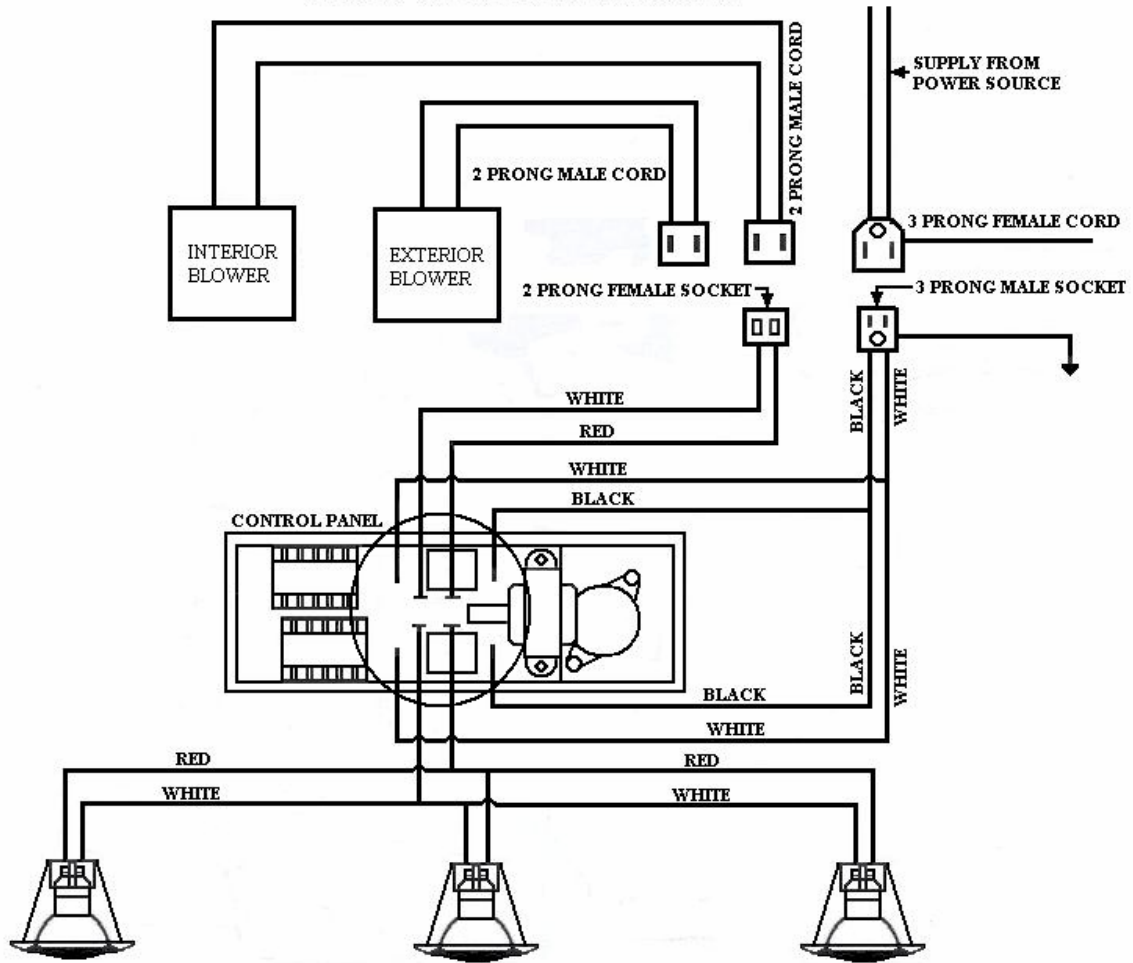 2 PRONG MALE CORD
SUPPLY FROM
POWER SOURCE
2 PRONG MALE CORD
INTERIOR
BLOWER
EXTERIOR
BLOWER
3 PRONG FEMALE CORD
2 PRONG FEMALE SOCKET
3 PRONG MALE SOCKET
BLACK
WHITE
WHITE
RED
WHITE
BLACK
CONTROL PANEL
BLACK
WHITE
BLACK
WHITE
RED
RED
WHITE
WHITE